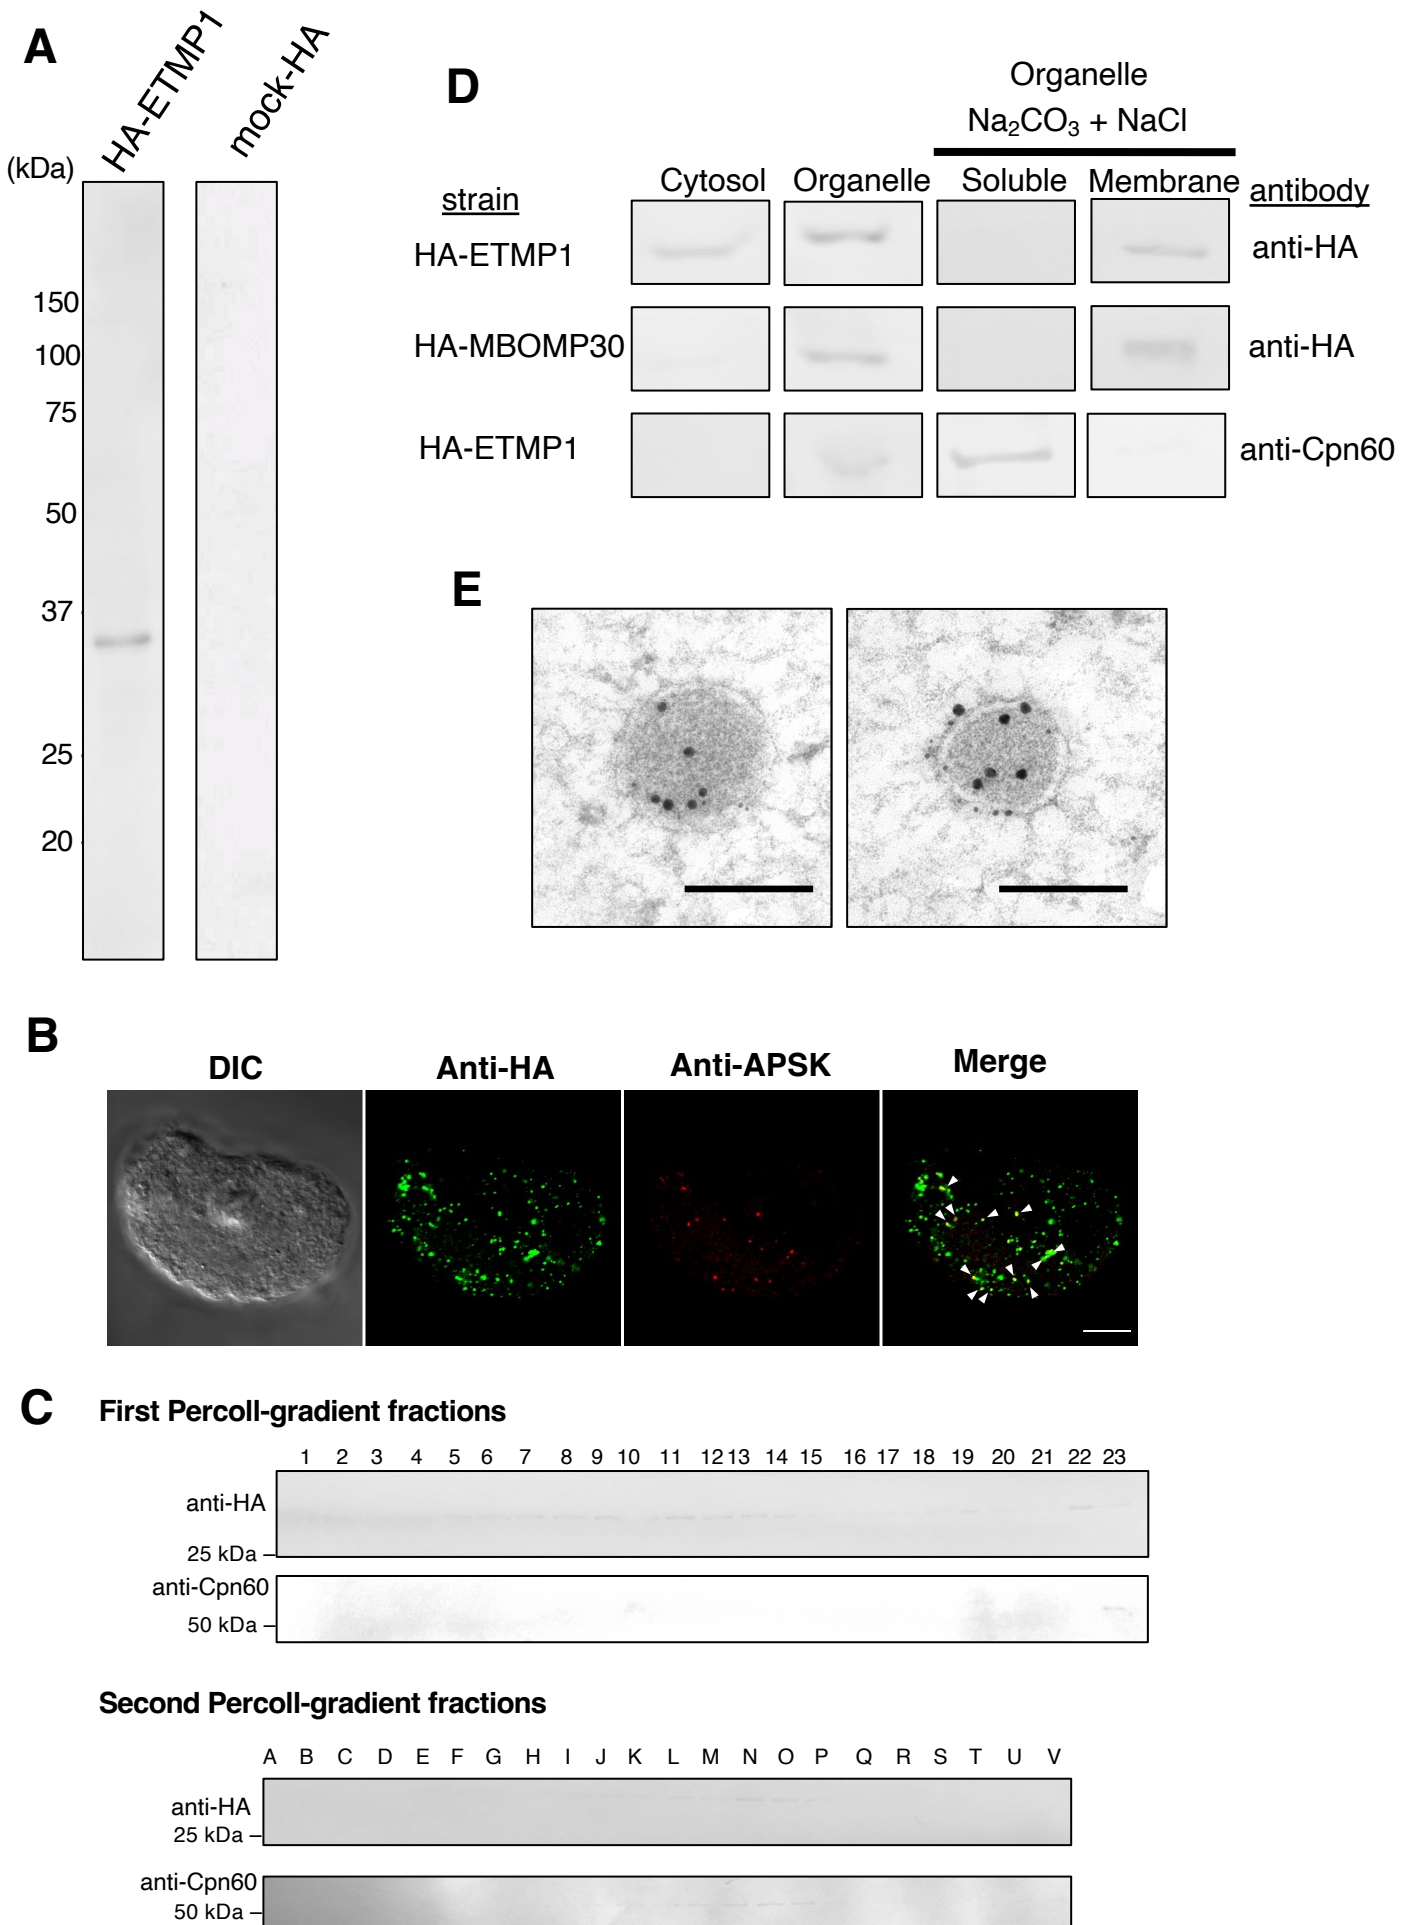 A
HA-ETMP1
mock-HA
(kDa)
150
100
75
50
37
25
20
D
Organelle
Na₂CO₃ + NaCl
strain
Cytosol
Organelle
Soluble
Membrane
antibody
HA-ETMP1
anti-HA
HA-MBOMP30
anti-HA
HA-ETMP1
anti-Cpn60
E
B
DIC
Anti-HA
Anti-APSK
Merge
C
First Percoll-gradient fractions
1 2 3 4 5 6 7 8 9 10 11 12 13 14 15 16 17 18 19 20 21 22 23
anti-HA
25 kDa
anti-Cpn60
50 kDa
Second Percoll-gradient fractions
A B C D E F G H I J K L M N O P Q R S T U V
anti-HA
25 kDa
anti-Cpn60
50 kDa